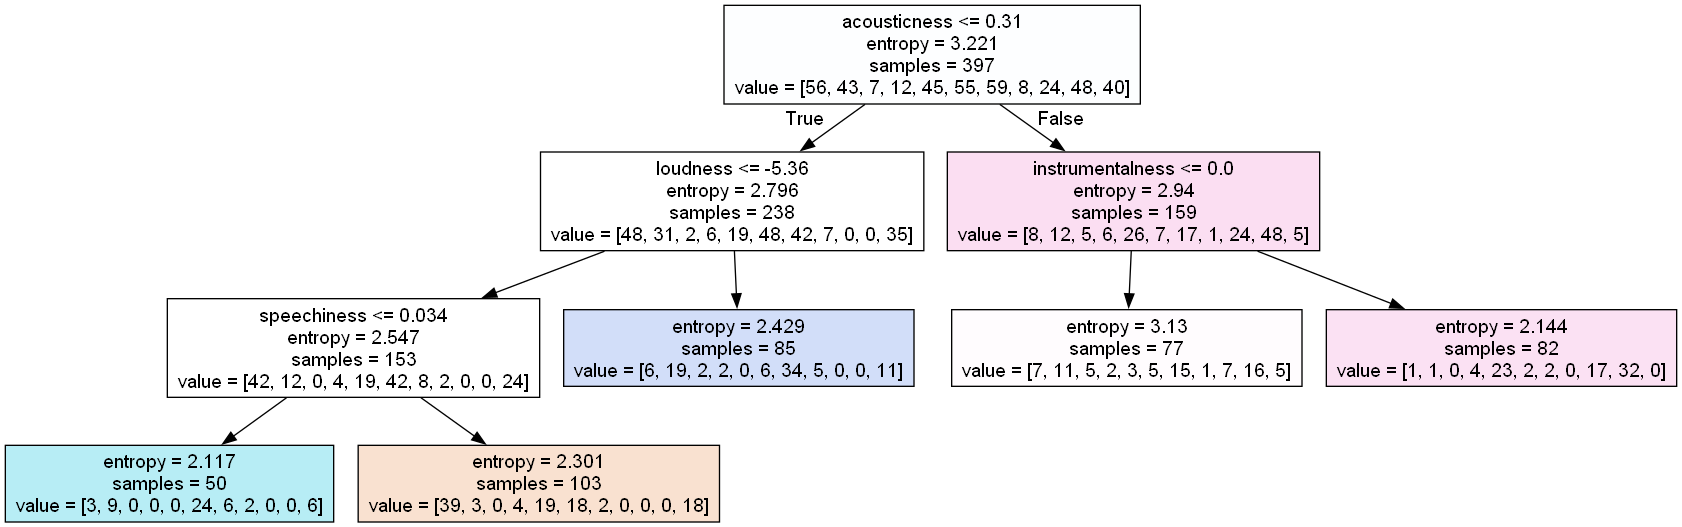 acousticness <= 0.31
entropy = 3.221
samples = 397
value = [56, 43, 7, 12, 45, 55, 59, 8, 24, 48, 40]
True
False
loudness <= -5.36
entropy = 2.796
samples = 238
value = [48, 31, 2, 6, 19, 48, 42, 7, 0, 0, 35]
instrumentalness <= 0.0
entropy = 2.94
samples = 159
value = [8, 12, 5, 6, 26, 7, 17, 1, 24, 48, 5]
speechiness <= 0.034
entropy = 2.547
samples = 153
value = [42, 12, 0, 4, 19, 42, 8, 2, 0, 0, 24]
entropy = 2.429
samples = 85
value = [6, 19, 2, 2, 0, 6, 34, 5, 0, 0, 11]
entropy = 3.13
samples = 77
value = [7, 11, 5, 2, 3, 5, 15, 1, 7, 16, 5]
entropy = 2.144
samples = 82
value = [1, 1, 0, 4, 23, 2, 2, 0, 17, 32, 0]
entropy = 2.117
samples = 50
value = [3, 9, 0, 0, 0, 24, 6, 2, 0, 0, 6]
entropy = 2.301
samples = 103
value = [39, 3, 0, 4, 19, 18, 2, 0, 0, 0, 18]